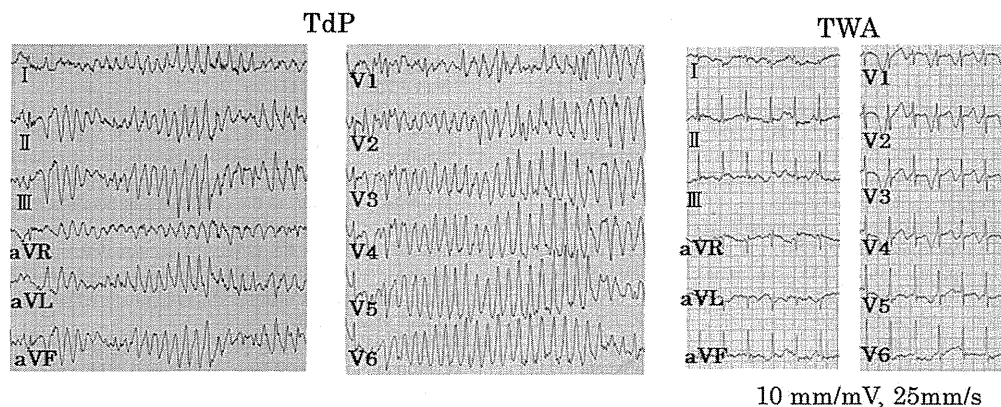 TdP
TWA
I
II
III
aVR
aVL
aVF
V1
V2
V3
V4
V5
V6
I
II
III
aVR
aVL
aVF
V1
V2
V3
V4
V5
V6
10 mm/mV, 25mm/s